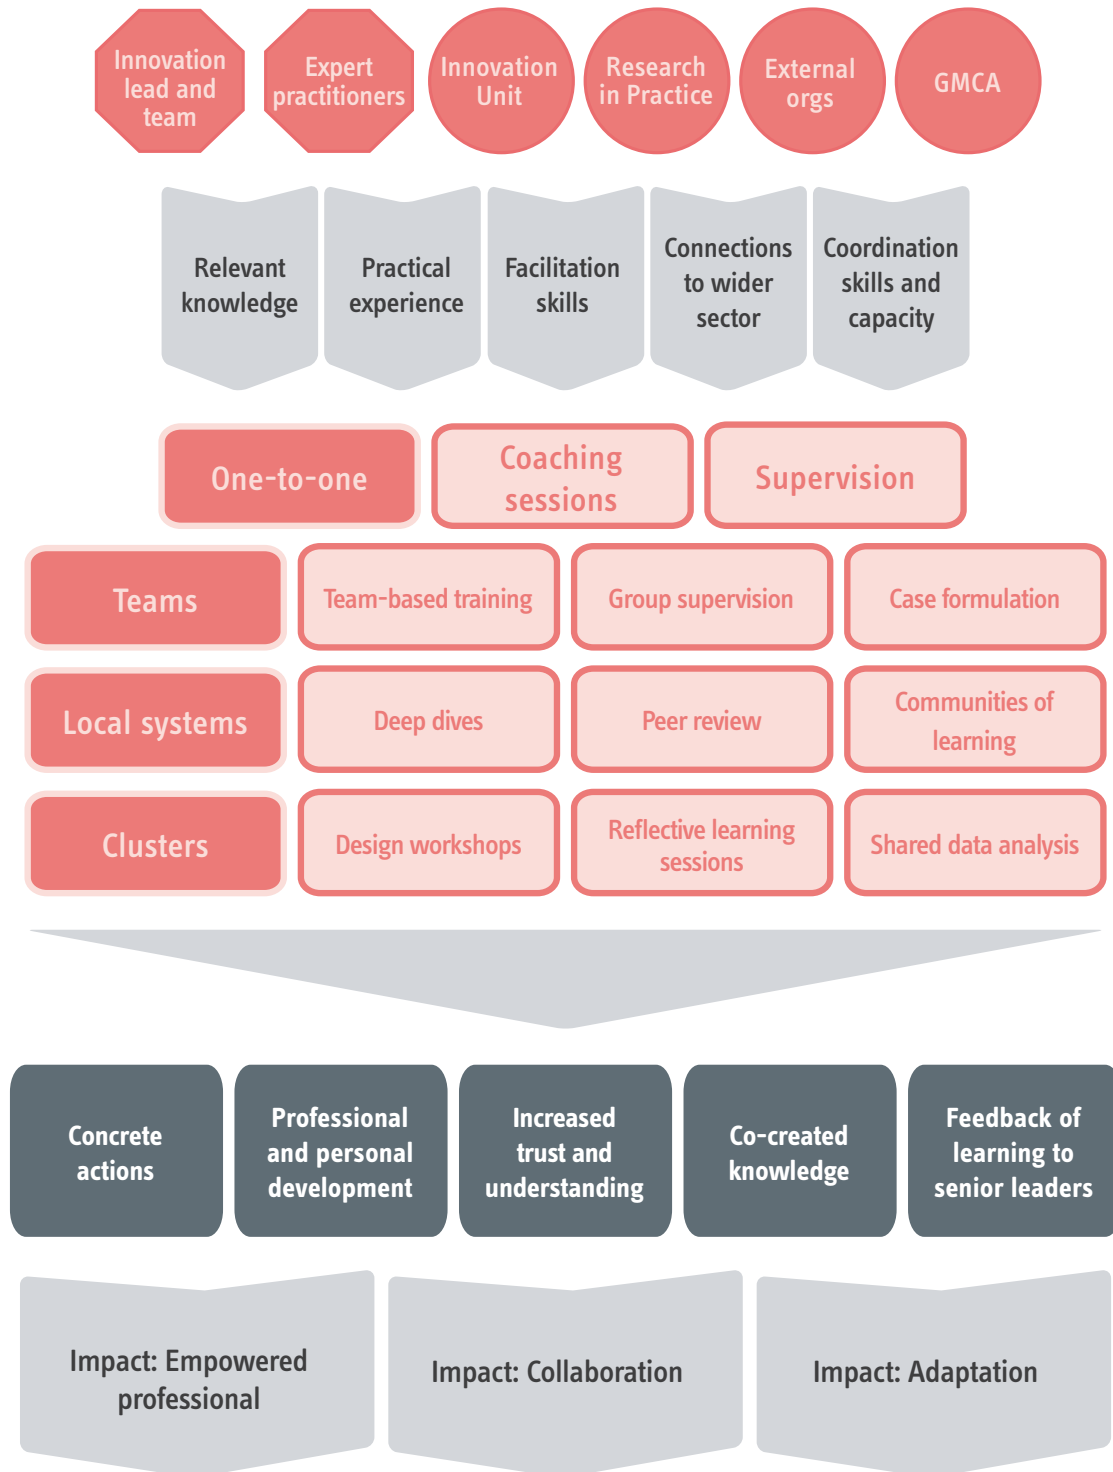 Innovation
lead and
team
Expert
practitioners
Innovation
Unit
Research
in Practice
External
orgs
GMCA
Relevant
knowledge
Practical
experience
Facilitation
skills
Connections
to wider
sector
Coordination
skills and
capacity
One-to-one
Coaching
sessions
Supervision
Teams
Team-based training
Group supervision
Case formulation
Local systems
Deep dives
Peer review
Communities of
learning
Clusters
Design workshops
Reflective learning
sessions
Shared data analysis
Concrete
actions
Professional
and personal
development
Increased
trust and
understanding
Co-created
knowledge
Feedback of
learning to
senior leaders
Impact: Empowered
professional
Impact: Collaboration
Impact: Adaptation